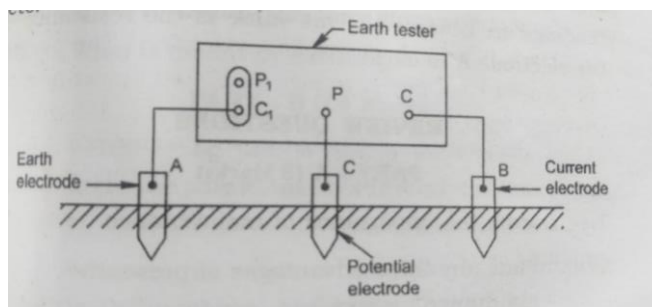 Earth tester
P1
C1
P
C
Earth
electrode
A
C
B
Current
electrode
Potential
electrode